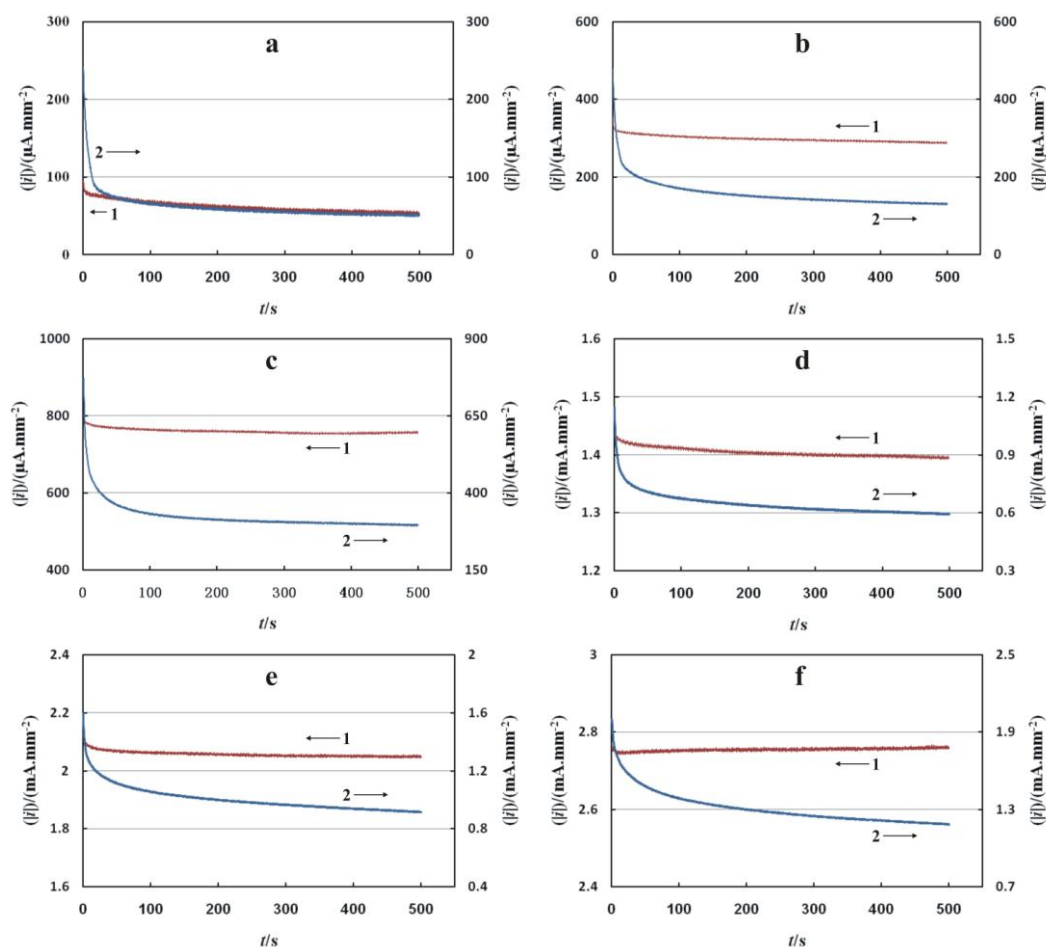 a
(|i|)/(µA.mm⁻²)
300
200
100
0
300
200
100
0
(|i|)/(µA.mm⁻²)
2
1
0 100 200 300 400 500
t/s
b
(|i|)/(µA.mm⁻²)
600
400
200
0
600
400
200
0
(|i|)/(µA.mm⁻²)
1
2
0 100 200 300 400 500
t/s
c
(|i|)/(µA.mm⁻²)
1000
800
600
400
900
650
400
150
(|i|)/(µA.mm⁻²)
1
2
0 100 200 300 400 500
t/s
d
(|i|)/(mA.mm⁻²)
1.6
1.5
1.4
1.3
1.2
1.5
1.2
0.9
0.6
0.3
(|i|)/(mA.mm⁻²)
1
2
0 100 200 300 400 500
t/s
e
(|i|)/(mA.mm⁻²)
2.4
2.2
2
1.8
1.6
2
1.6
1.2
0.8
0.4
(|i|)/(mA.mm⁻²)
1
2
0 100 200 300 400 500
t/s
f
(|i|)/(mA.mm⁻²)
3
2.8
2.6
2.4
2.5
1.9
1.3
0.7
(|i|)/(mA.mm⁻²)
1
2
0 100 200 300 400 500
t/s